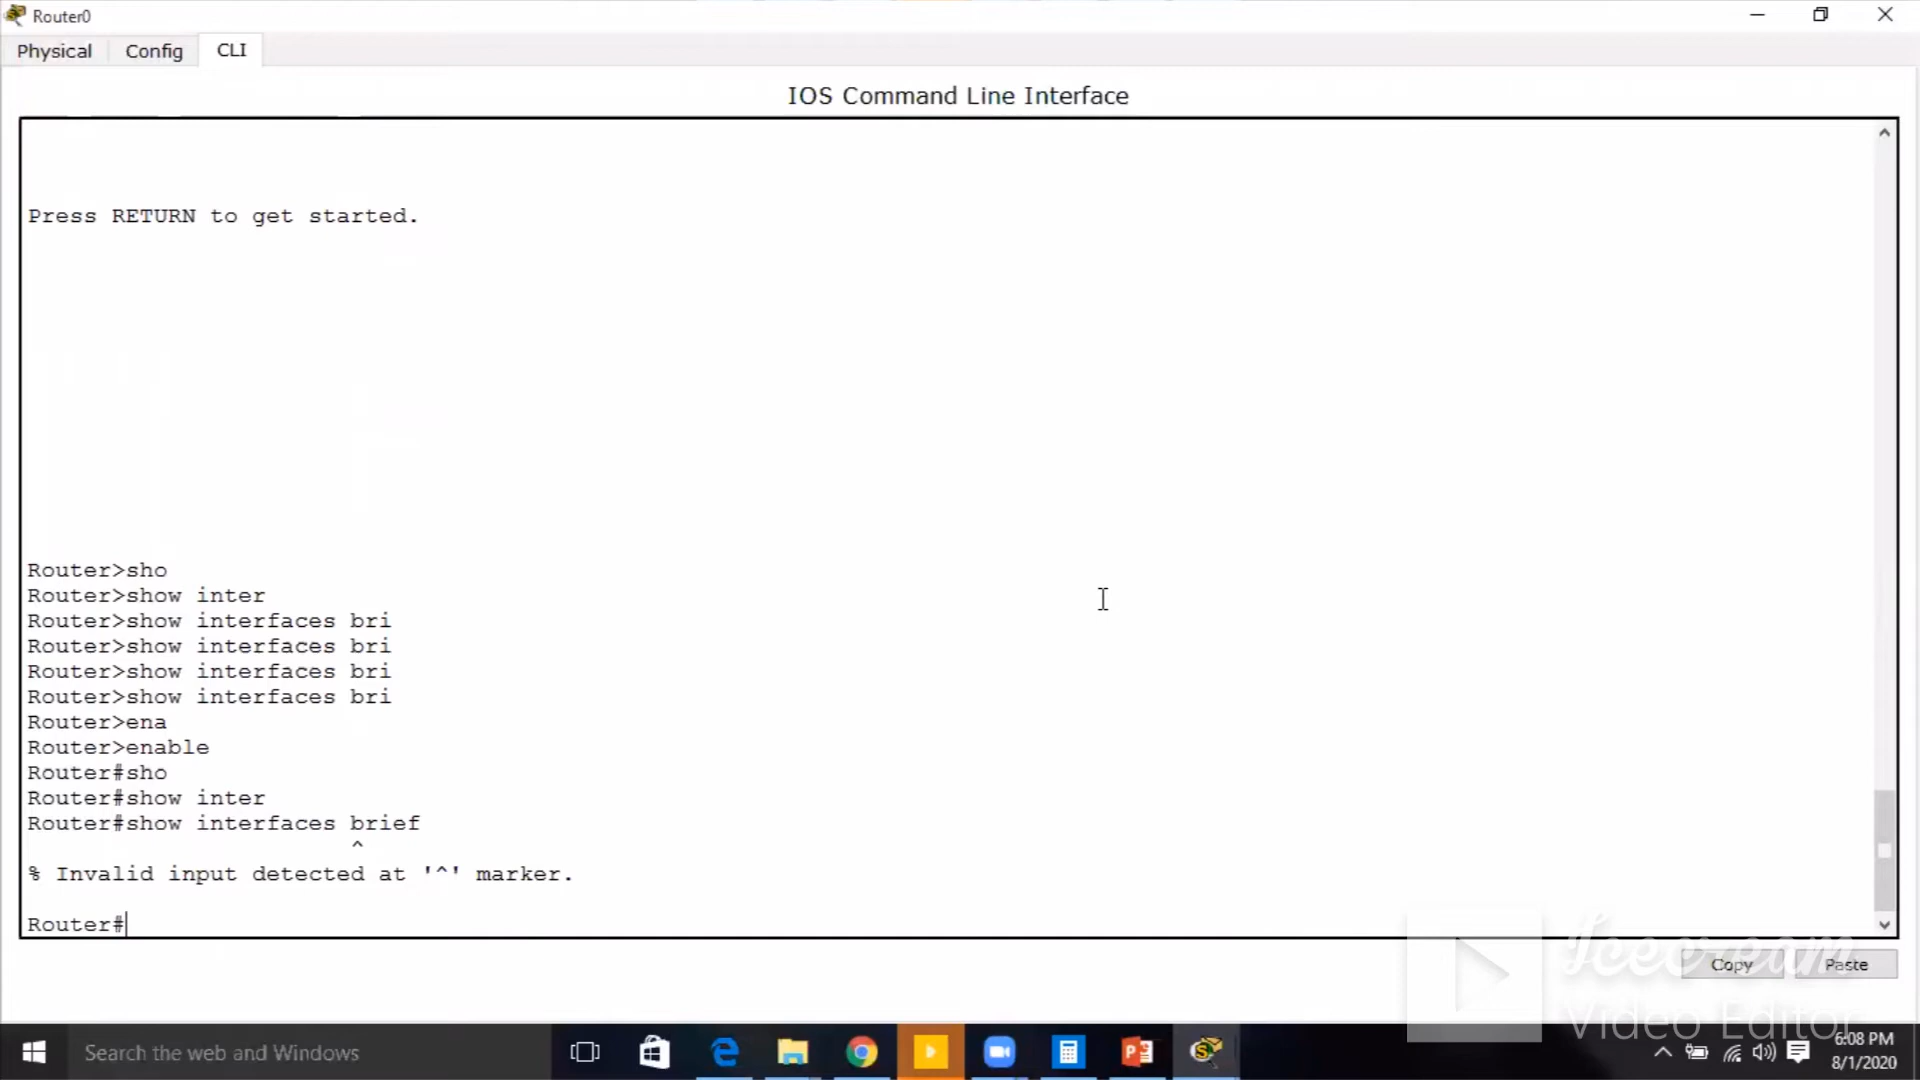 Router0
Physical Config CLI
IOS Command Line Interface
Press RETURN to get started.
Router>sho
Router>show inter
Router>show interfaces bri
Router>show interfaces bri
Router>show interfaces bri
Router>show interfaces bri
Router>ena
Router>enable
Router#sho
Router#show inter
Router#show interfaces brief
^
% Invalid input detected at '^' marker.
Router#
Copy Paste
Icecream
Video Editor
Search the web and Windows
6:08 PM
8/1/2020